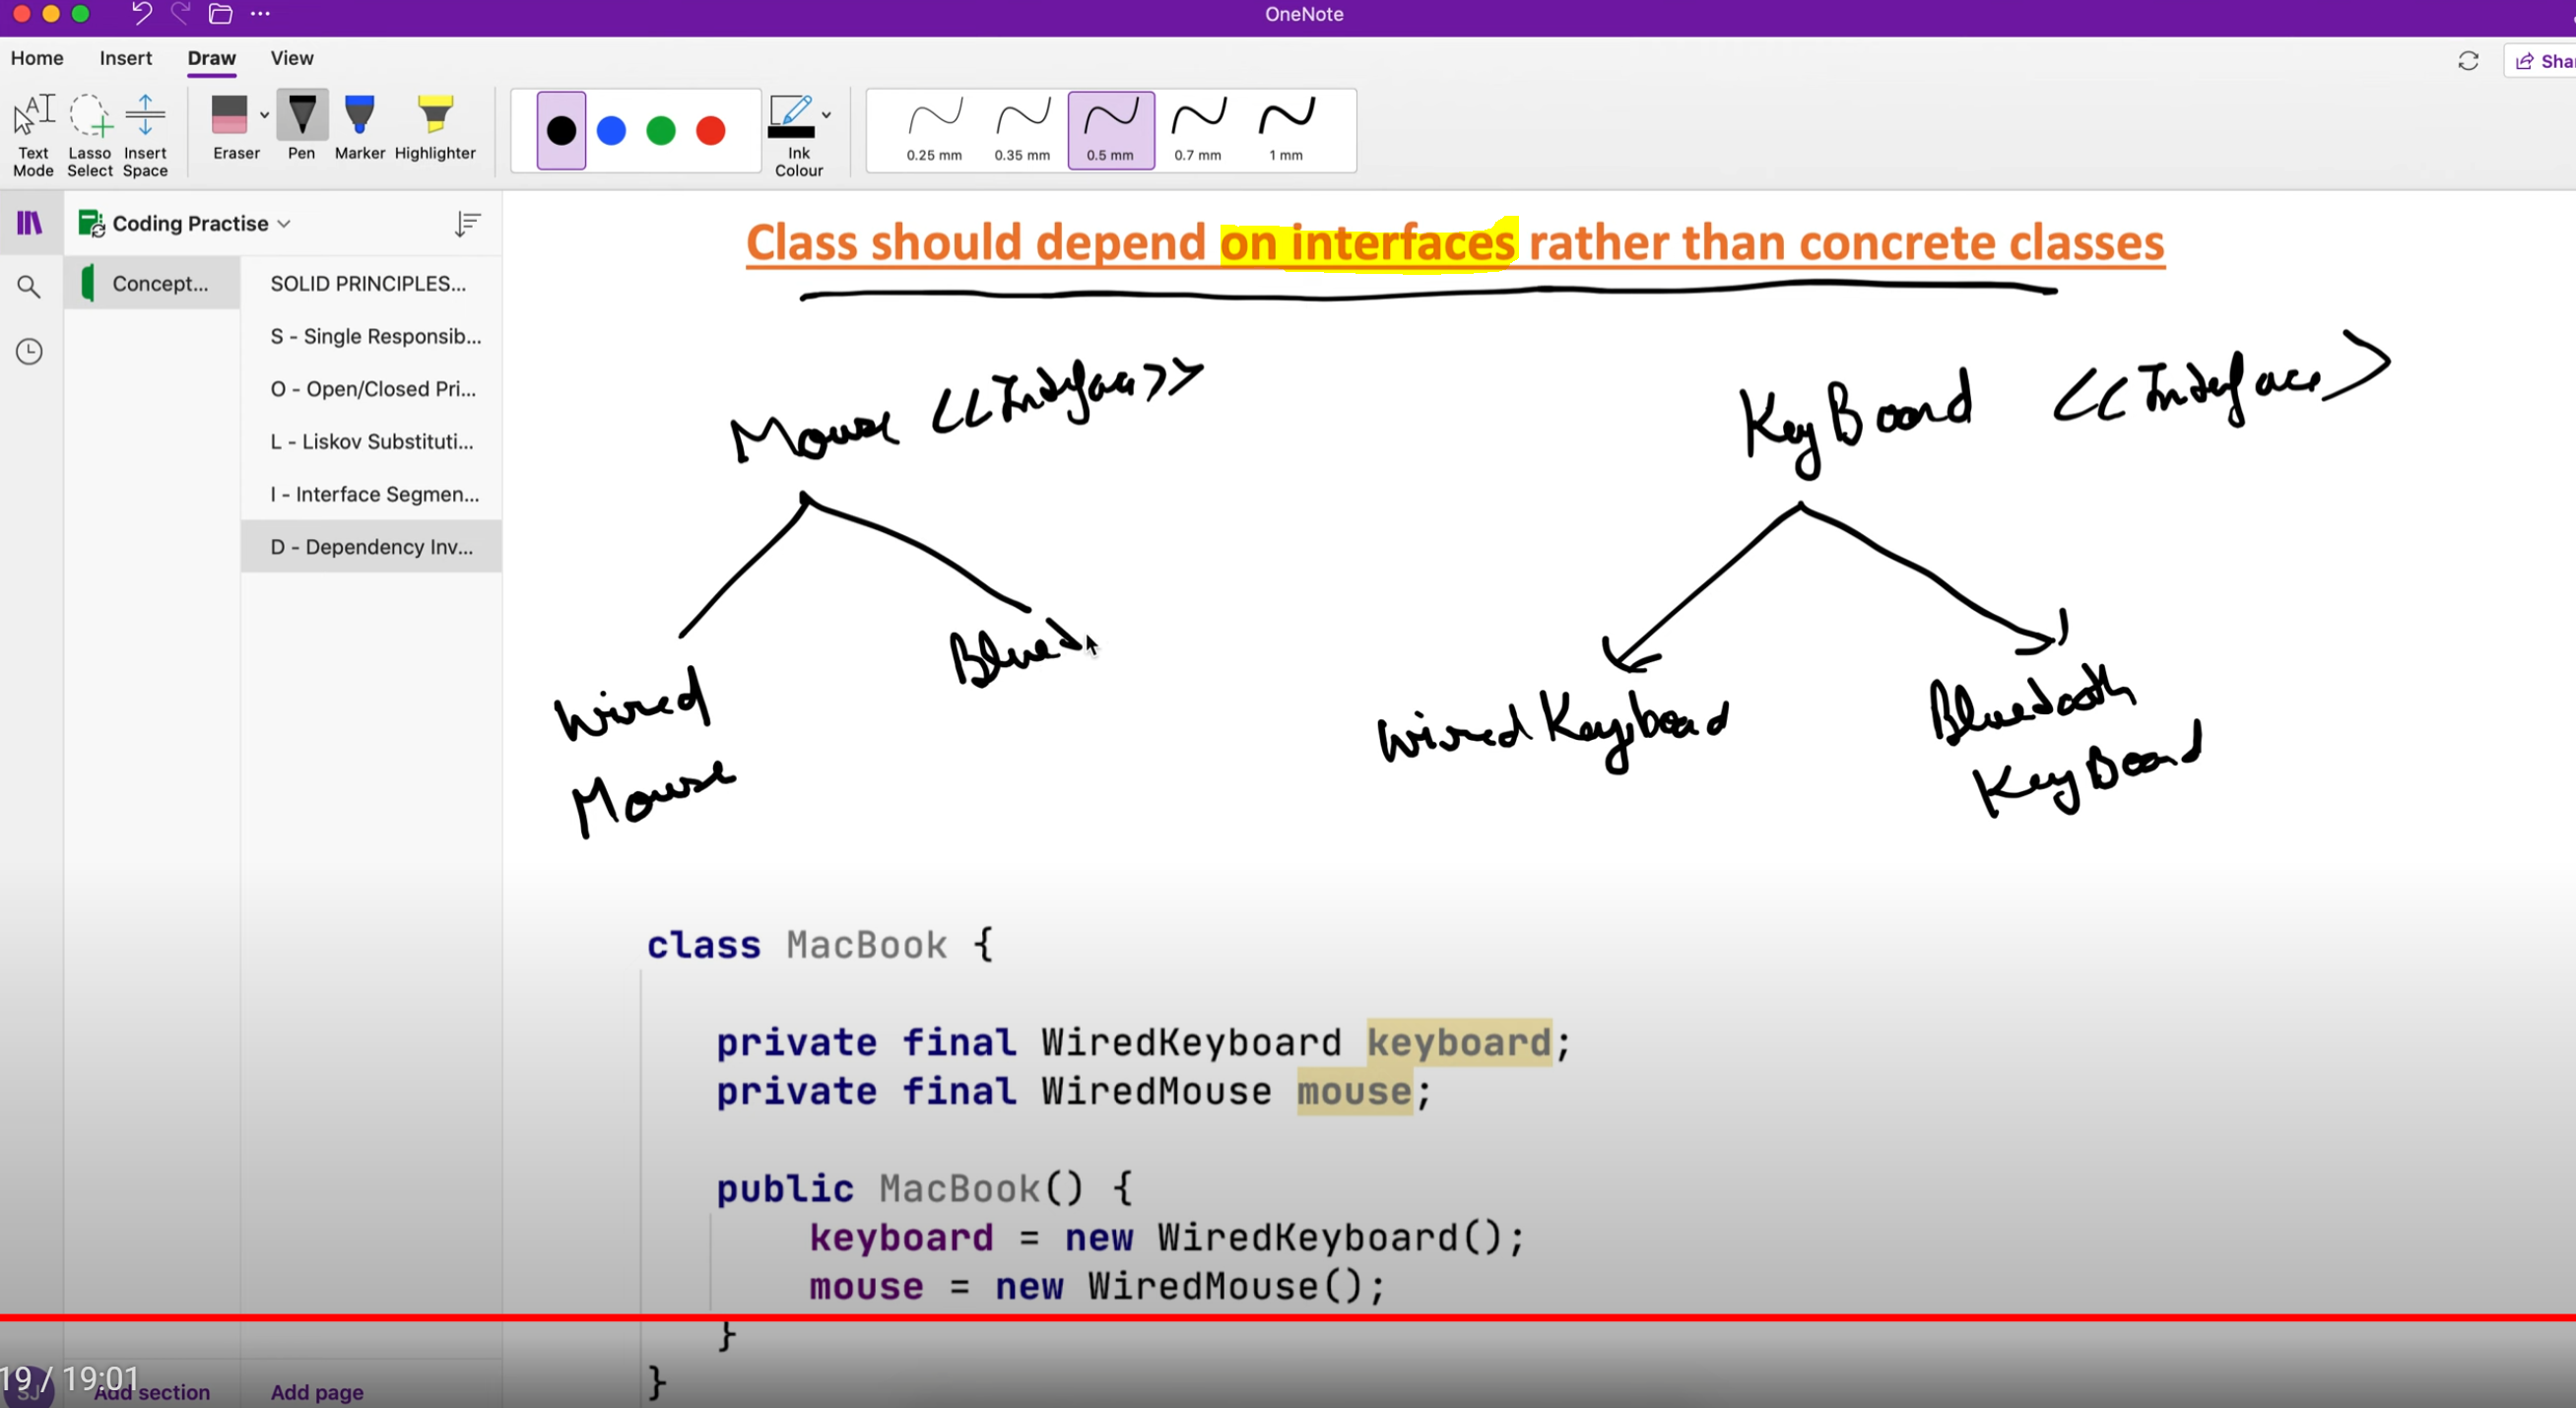 OneNote
Home Insert Draw View
Text Mode
Lasso Select
Insert Space
Eraser
Pen
Marker
Highlighter
Ink Colour
0.25 mm
0.35 mm
0.5 mm
0.7 mm
1 mm
Coding Practise
Concept...
SOLID PRINCIPLES...
S - Single Responsib...
O - Open/Closed Pri...
L - Liskov Substituti...
I - Interface Segmen...
D - Dependency Inv...
Class should depend on interfaces rather than concrete classes
Mouse <<Interface>>
KeyBoard <<Interface>
Wired
Mouse
Bluet
WiredKeyboard
Bluetooth
KeyBoard
class MacBook {
private final WiredKeyboard keyboard;
private final WiredMouse mouse;
public MacBook() {
keyboard = new WiredKeyboard();
mouse = new WiredMouse();
}
}
19 / 19:01
SJ
Add section
Add page